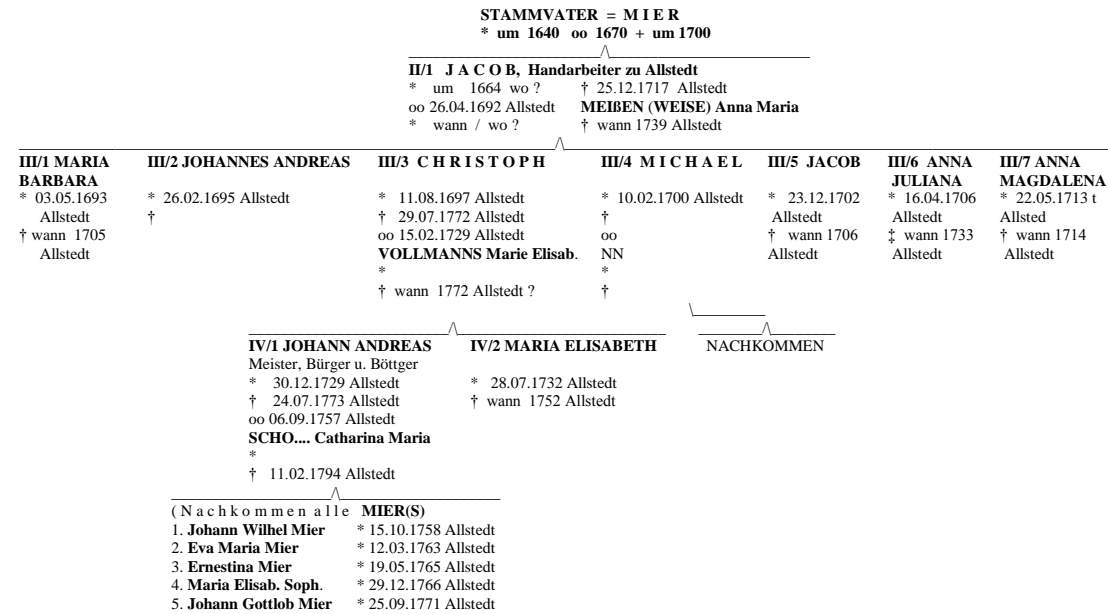 STAMMVATER = M I E R
* um 1640 oo 1670 + um 1700
II/1 J A C O B, Handarbeiter zu Allstedt
* um 1664 wo ? † 25.12.1717 Allstedt
oo 26.04.1692 Allstedt MEIßEN (WEISE) Anna Maria
* wann / wo ? † wann 1739 Allstedt
III/1 MARIA BARBARA
* 03.05.1693
Allstedt
† wann 1705
Allstedt
III/2 JOHANNES ANDREAS
* 26.02.1695 Allstedt
†
III/3 C H R I S T O P H
* 11.08.1697 Allstedt
† 29.07.1772 Allstedt
oo 15.02.1729 Allstedt
VOLLMANNS Marie Elisab.
*
† wann 1772 Allstedt ?
III/4 M I C H A E L
* 10.02.1700 Allstedt
†
oo
NN
*
†
III/5 JACOB
* 23.12.1702
Allstedt
† wann 1706
Allstedt
III/6 ANNA
JULIANA
* 16.04.1706
Allstedt
‡ wann 1733
Allstedt
III/7 ANNA
MAGDALENA
* 22.05.1713 t
Allsted
† wann 1714
Allstedt
IV/1 JOHANN ANDREAS
Meister, Bürger u. Böttger
* 30.12.1729 Allstedt
† 24.07.1773 Allstedt
oo 06.09.1757 Allstedt
SCHO.... Catharina Maria
*
† 11.02.1794 Allstedt
IV/2 MARIA ELISABETH
* 28.07.1732 Allstedt
† wann 1752 Allstedt
NACHKOMMEN
( N a c h k o m m e n a l l e MIER(S)
1. Johann Wilhel Mier * 15.10.1758 Allstedt
2. Eva Maria Mier * 12.03.1763 Allstedt
3. Ernestina Mier * 19.05.1765 Allstedt
4. Maria Elisab. Soph. * 29.12.1766 Allstedt
5. Johann Gottlob Mier * 25.09.1771 Allstedt